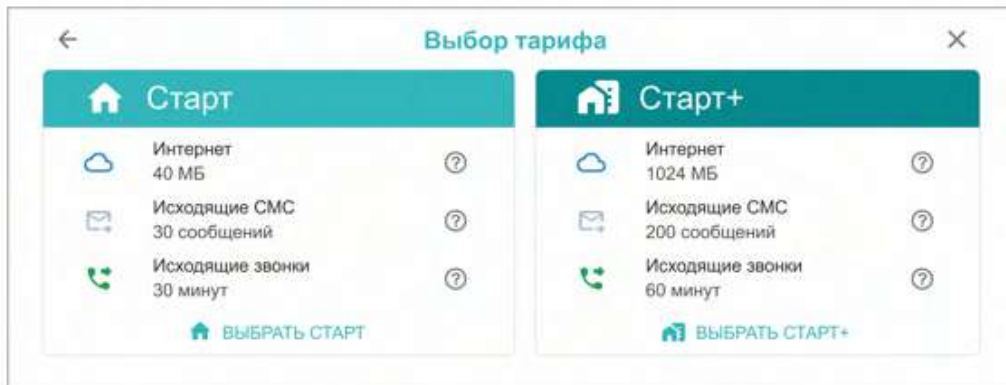 Выбор тарифа
Старт
Интернет
40 МБ
Исходящие СМС
30 сообщений
Исходящие звонки
30 минут
ВЫБРАТЬ СТАРТ
Старт+
Интернет
1024 МБ
Исходящие СМС
200 сообщений
Исходящие звонки
60 минут
ВЫБРАТЬ СТАРТ+